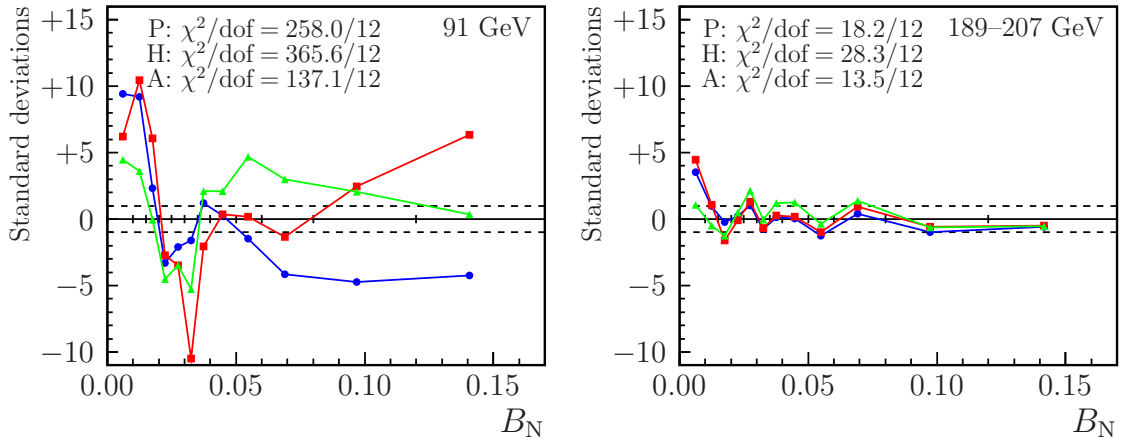 P: χ²/dof = 258.0/12
H: χ²/dof = 365.6/12
A: χ²/dof = 137.1/12
91 GeV
Standard deviations
+15
+10
+5
0
−5
−10
0.00 0.05 0.10 0.15
B_N
P: χ²/dof = 18.2/12
H: χ²/dof = 28.3/12
A: χ²/dof = 13.5/12
189–207 GeV
Standard deviations
+15
+10
+5
0
−5
−10
0.00 0.05 0.10 0.15
B_N